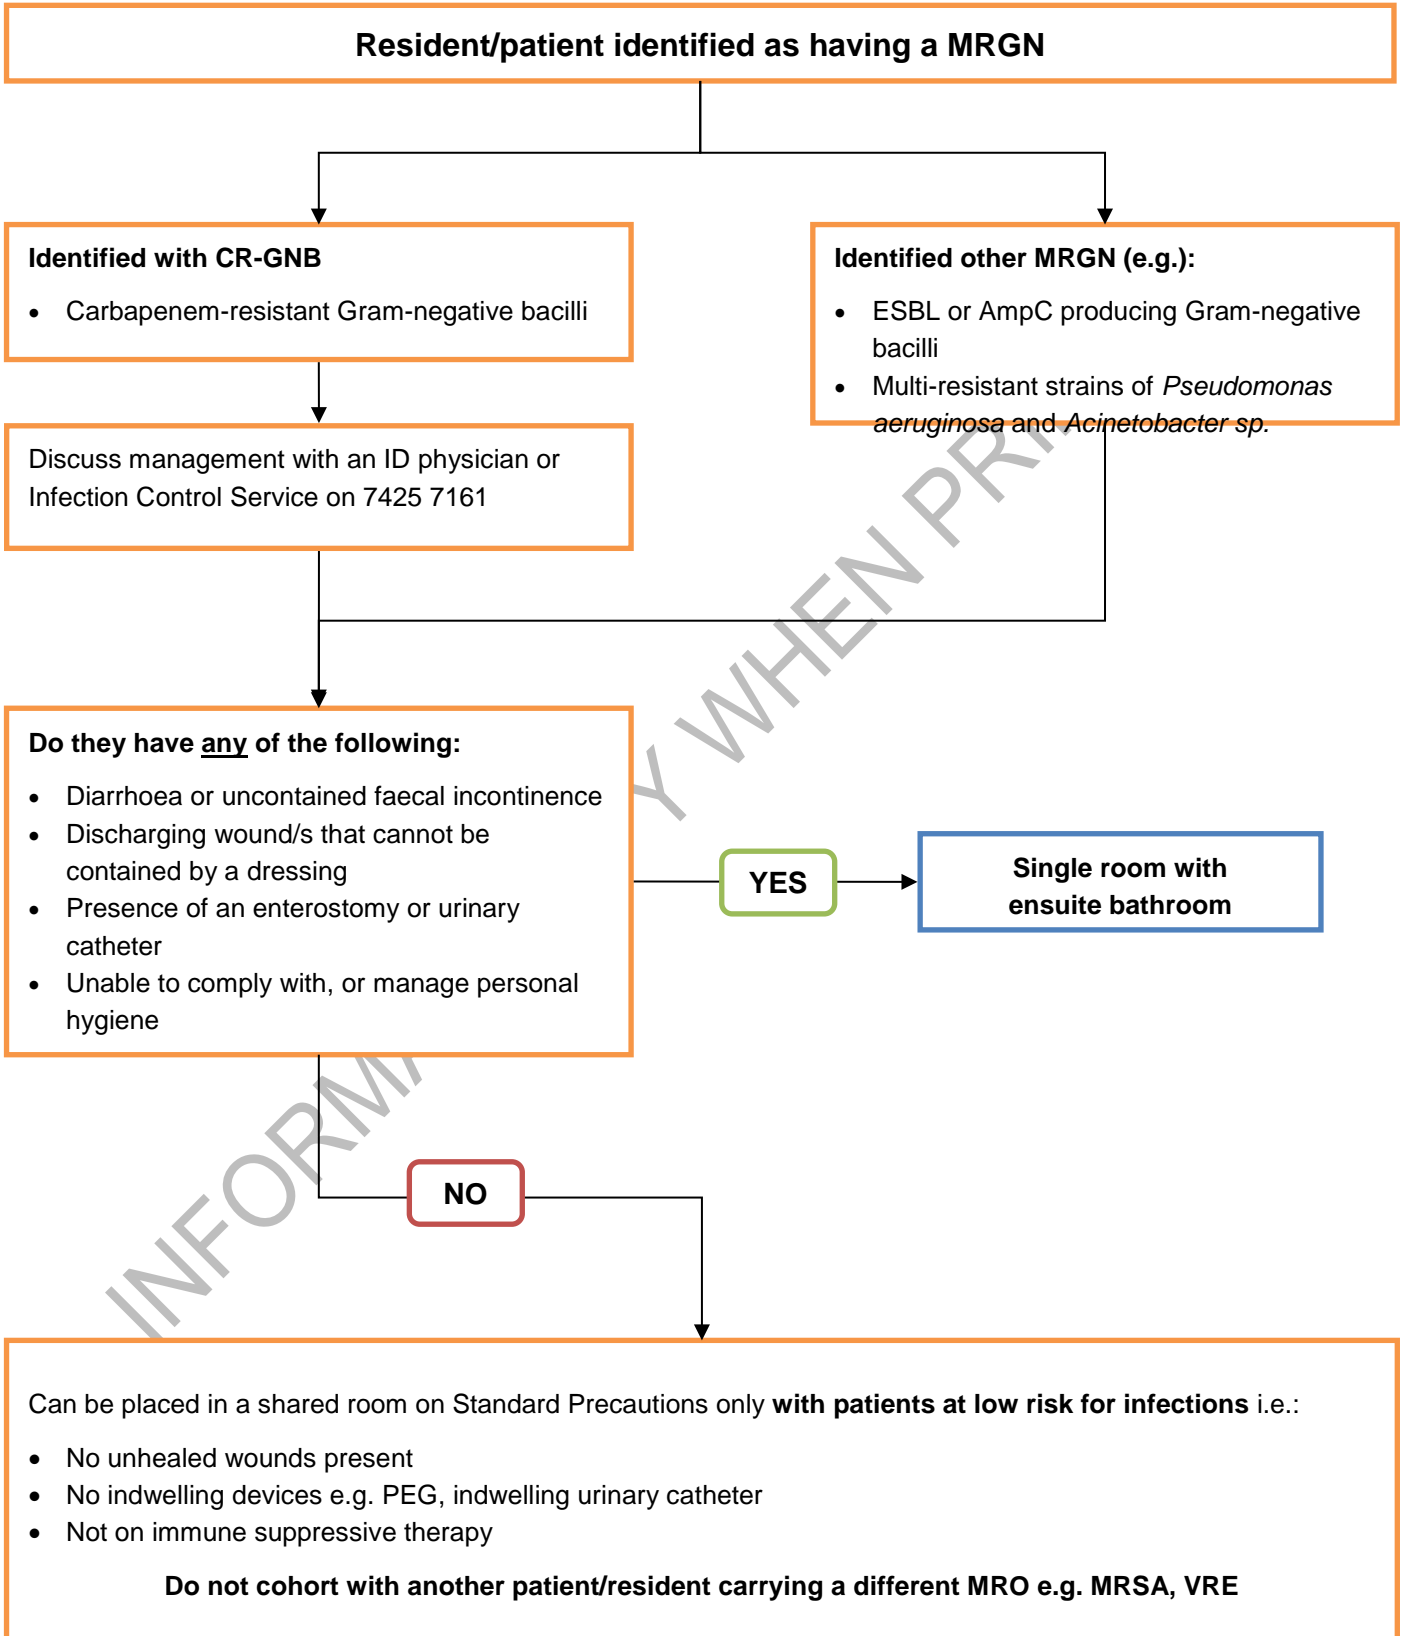 Resident/patient identified as having a MRGN
Identified with CR-GNB
• Carbapenem-resistant Gram-negative bacilli
Identified other MRGN (e.g.):
• ESBL or AmpC producing Gram-negative
bacilli
• Multi-resistant strains of Pseudomonas
aeruginosa and Acinetobacter sp.
Discuss management with an ID physician or
Infection Control Service on 7425 7161
Do they have any of the following:
• Diarrhoea or uncontained faecal incontinence
• Discharging wound/s that cannot be
contained by a dressing
• Presence of an enterostomy or urinary
catheter
• Unable to comply with, or manage personal
hygiene
YES
Single room with
ensuite bathroom
NO
Can be placed in a shared room on Standard Precautions only with patients at low risk for infections i.e.:
• No unhealed wounds present
• No indwelling devices e.g. PEG, indwelling urinary catheter
• Not on immune suppressive therapy
Do not cohort with another patient/resident carrying a different MRO e.g. MRSA, VRE
WHEN